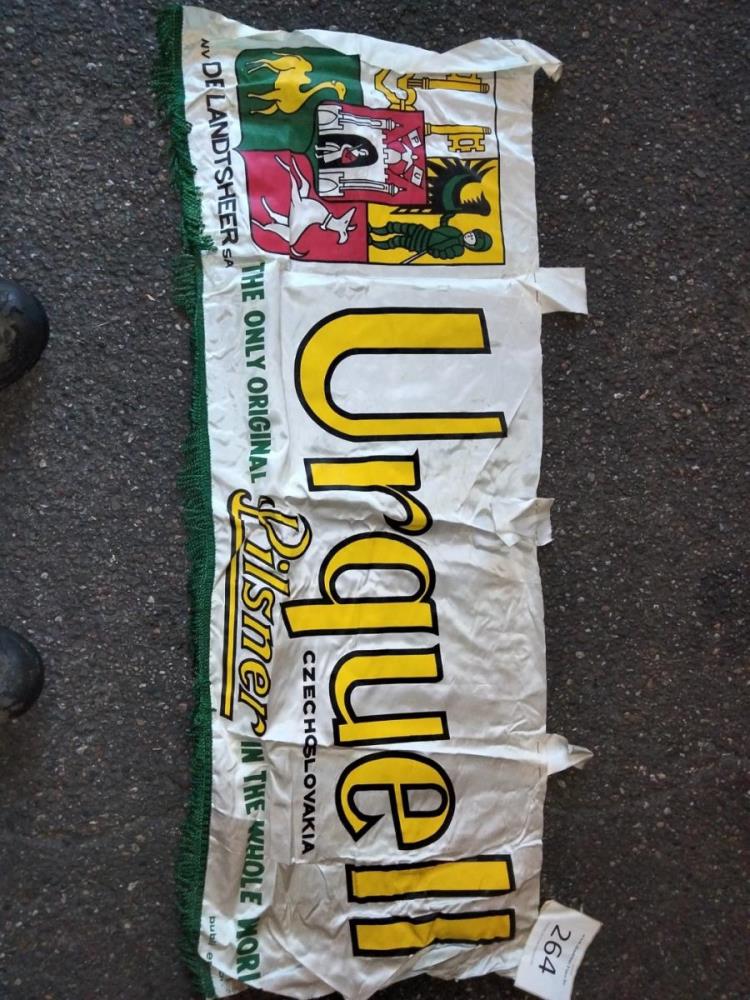 Urquell
CZECHOSLOVAKIA
NV DE LANDTSHEER SA
THE ONLY ORIGINAL Pilsner IN THE WHOLE WORL
264